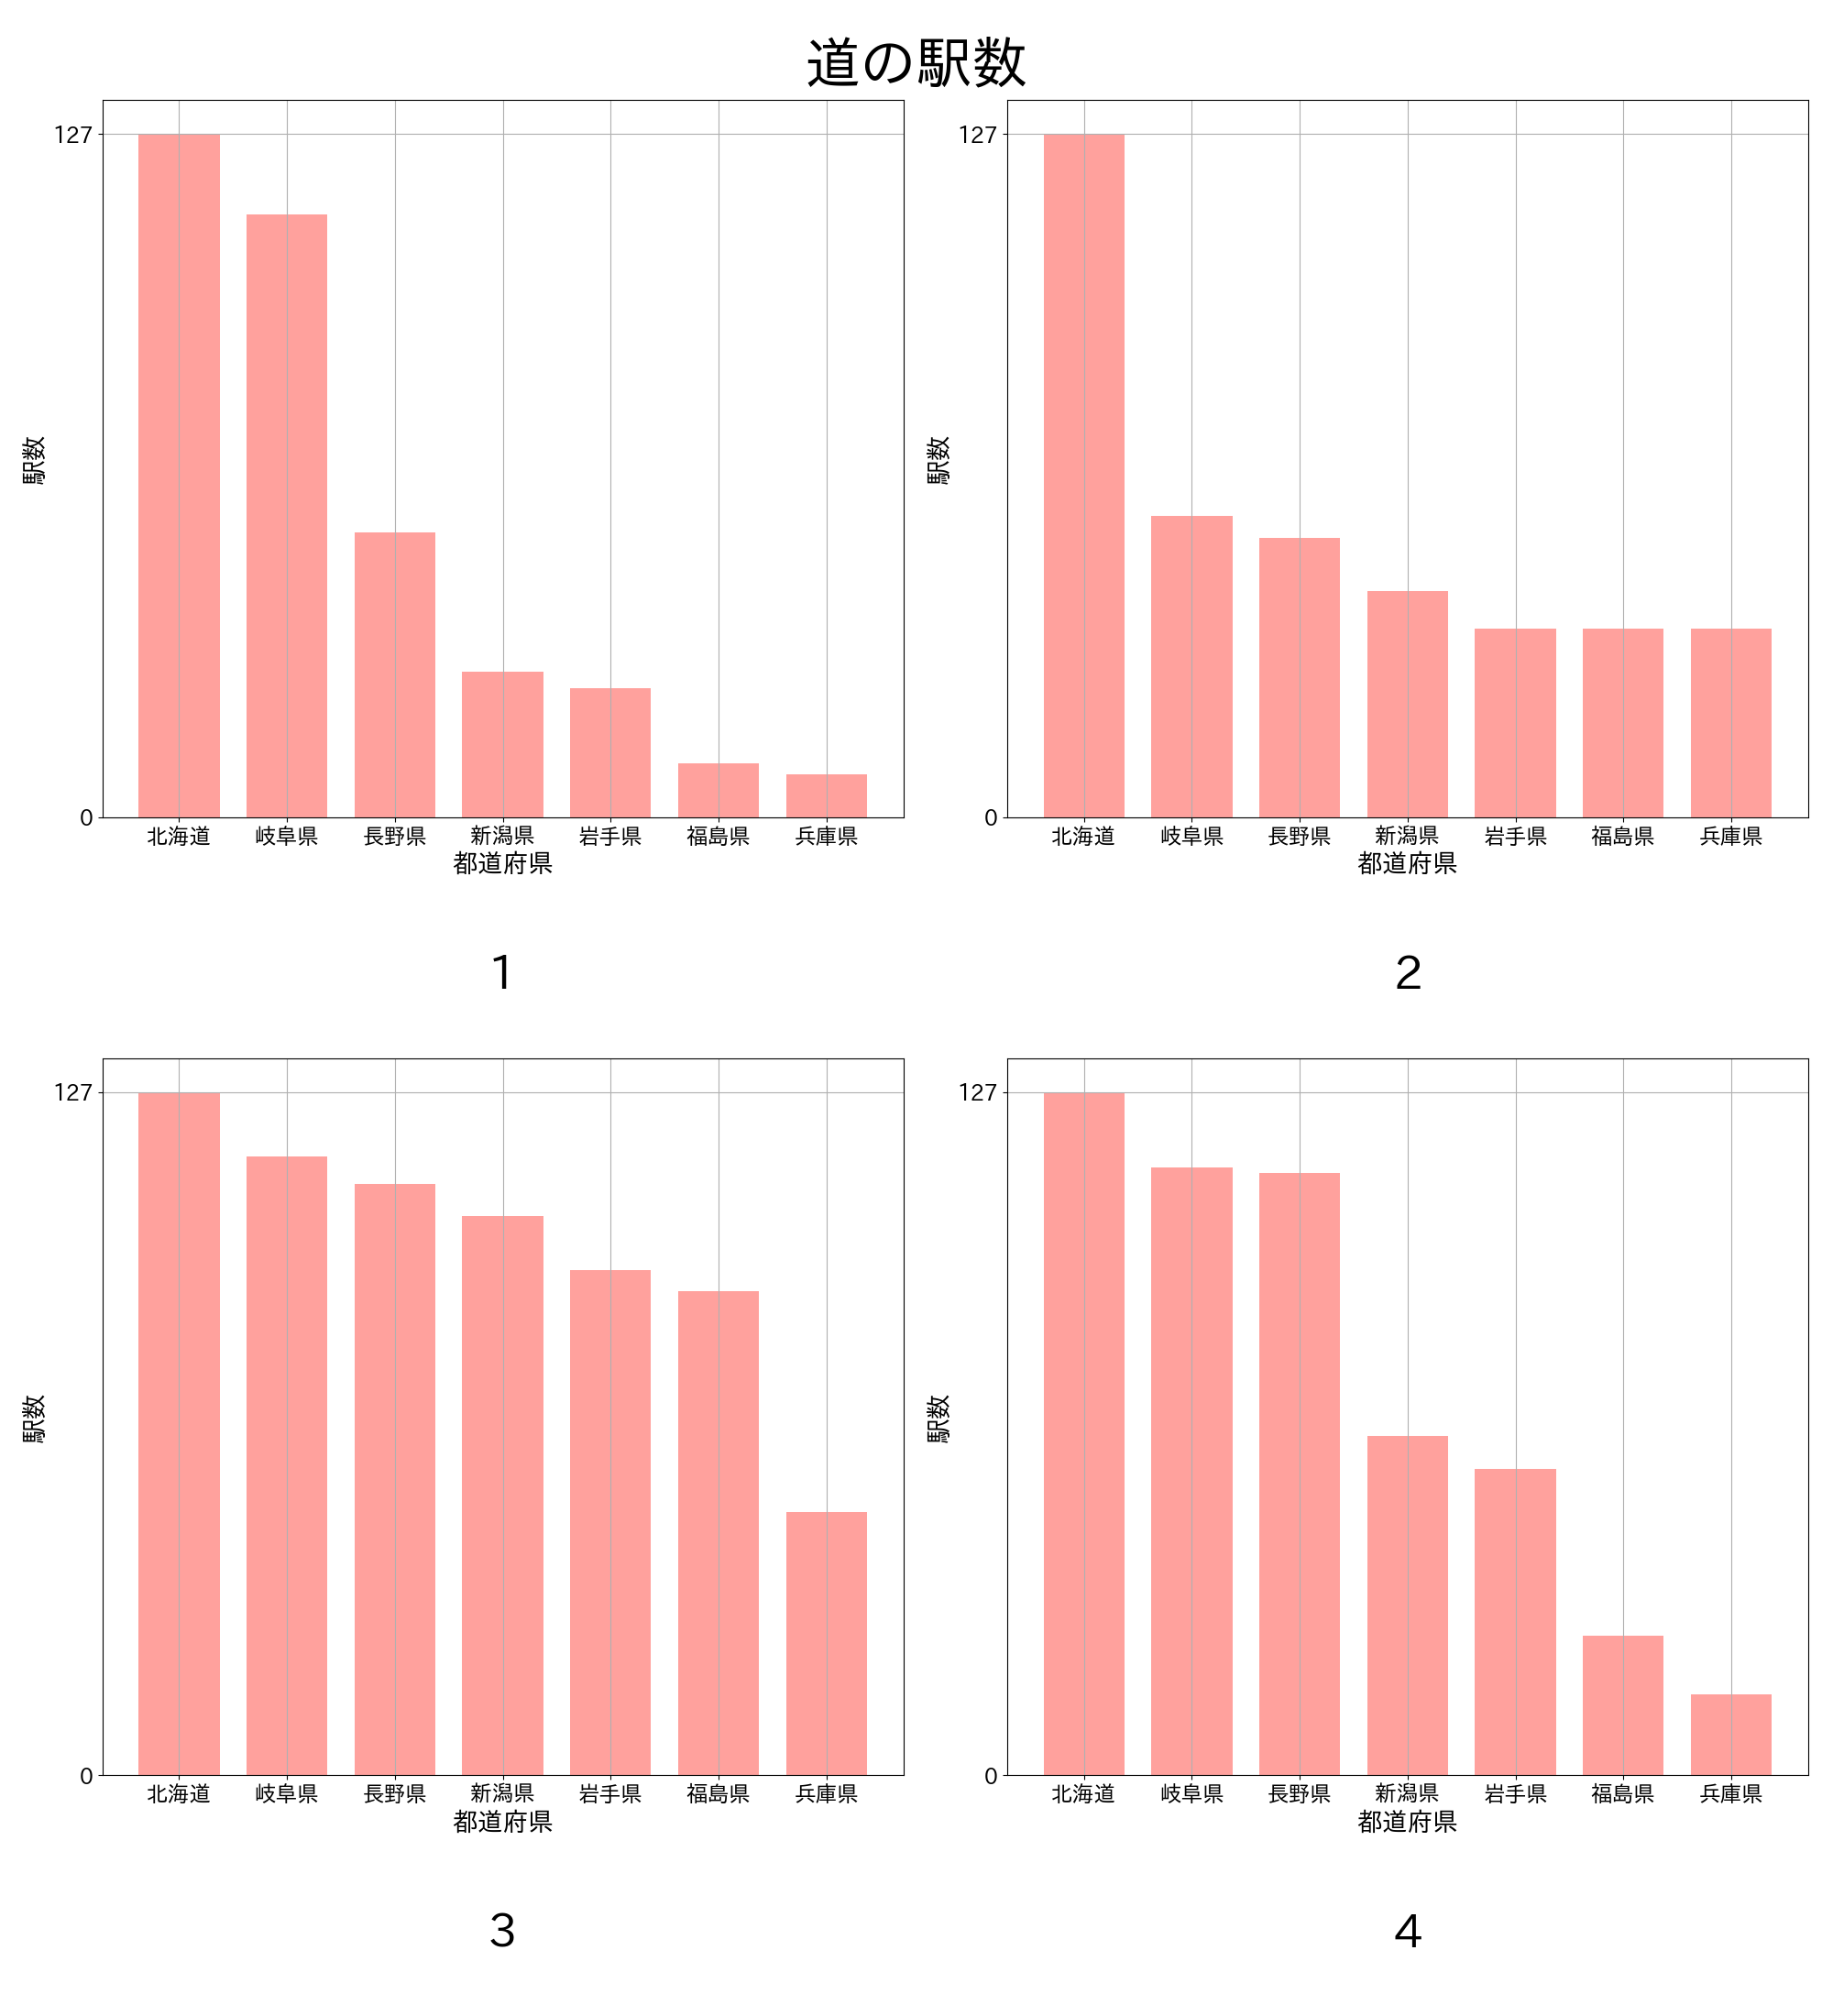 道の駅数
127
駅数
0
北海道 岐阜県 長野県 新潟県 岩手県 福島県 兵庫県
都道府県
1
127
駅数
0
北海道 岐阜県 長野県 新潟県 岩手県 福島県 兵庫県
都道府県
2
127
駅数
0
北海道 岐阜県 長野県 新潟県 岩手県 福島県 兵庫県
都道府県
3
127
駅数
0
北海道 岐阜県 長野県 新潟県 岩手県 福島県 兵庫県
都道府県
4